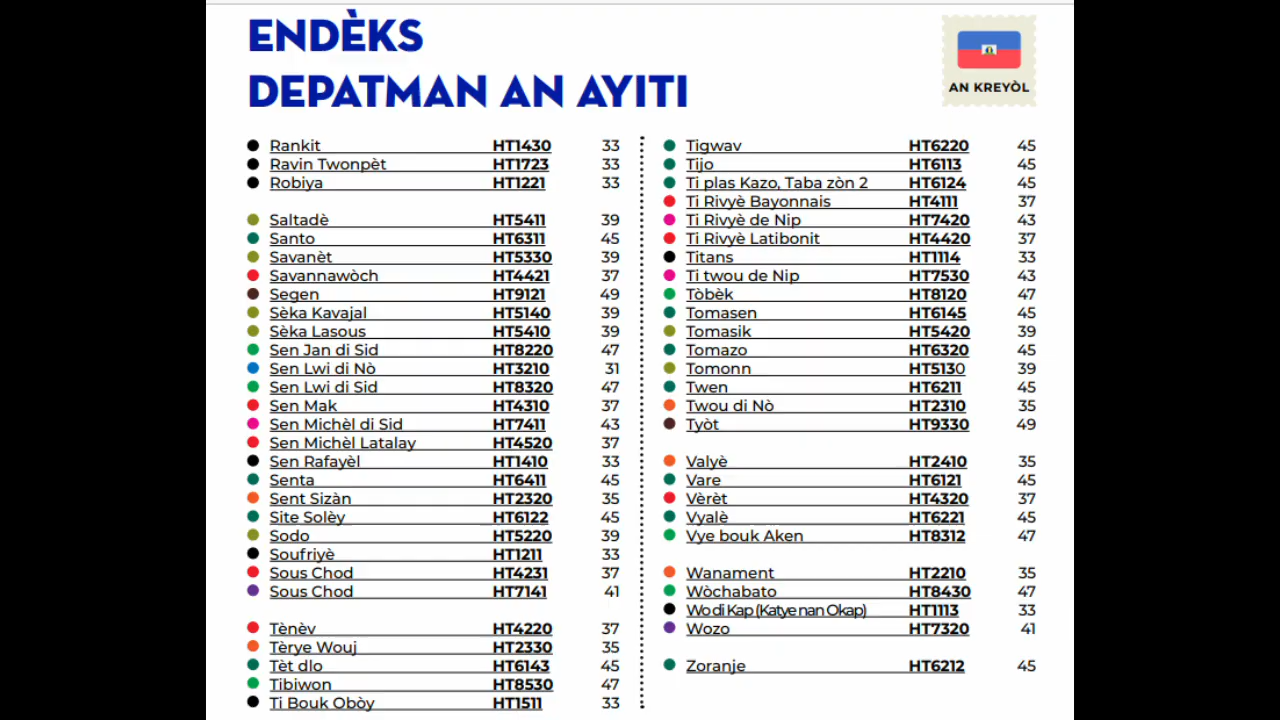 ENDÈKS
DEPATMAN AN AYITI
AN KREYÒL
Rankit HT1430 33
Ravin Twonpèt HT1723 33
Robiya HT1221 33
Saltadè HT5411 39
Santo HT6311 45
Savanèt HT5330 39
Savannawòch HT4421 37
Segen HT9121 49
Sèka Kavajal HT5140 39
Sèka Lasous HT5410 39
Sen Jan di Sid HT8220 47
Sen Lwi di Nò HT3210 31
Sen Lwi di Sid HT8320 47
Sen Mak HT4310 37
Sen Michèl di Sid HT7411 43
Sen Michèl Latalay HT4520 37
Sen Rafayèl HT1410 33
Senta HT6411 45
Sent Sizàn HT2320 35
Site Solèy HT6122 45
Sodo HT5220 39
Soufriyè HT1211 33
Sous Chod HT4231 37
Sous Chod HT7141 41
Tènèv HT4220 37
Tèrye Wouj HT2330 35
Tèt dlo HT6143 45
Tibiwon HT8530 47
Ti Bouk Obòy HT1511 33
Tigwav HT6220 45
Tijo HT6113 45
Ti plas Kazo, Taba zòn 2 HT6124 45
Ti Rivyè Bayonnais HT4111 37
Ti Rivyè de Nip HT7420 43
Ti Rivyè Latibonit HT4420 37
Titans HT1114 33
Ti twou de Nip HT7530 43
Tòbèk HT8120 47
Tomasen HT6145 45
Tomasik HT5420 39
Tomazo HT6320 45
Tomonn HT5130 39
Twen HT6211 45
Twou di Nò HT2310 35
Tyòt HT9330 49
Valyè HT2410 35
Vare HT6121 45
Vèrèt HT4320 37
Vyalè HT6221 45
Vye bouk Aken HT8312 47
Wanament HT2210 35
Wòchabato HT8430 47
Wo di Kap (Katye nan Okap) HT1113 33
Wozo HT7320 41
Zoranje HT6212 45